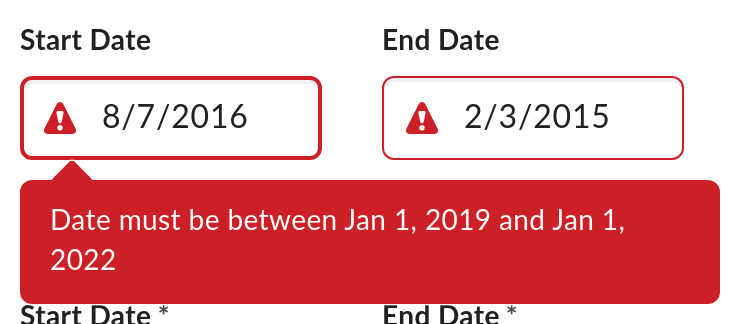 Start Date End Date
8/7/2016 2/3/2015
Date must be between Jan 1, 2019 and Jan 1,
2022
Start Date * End Date *